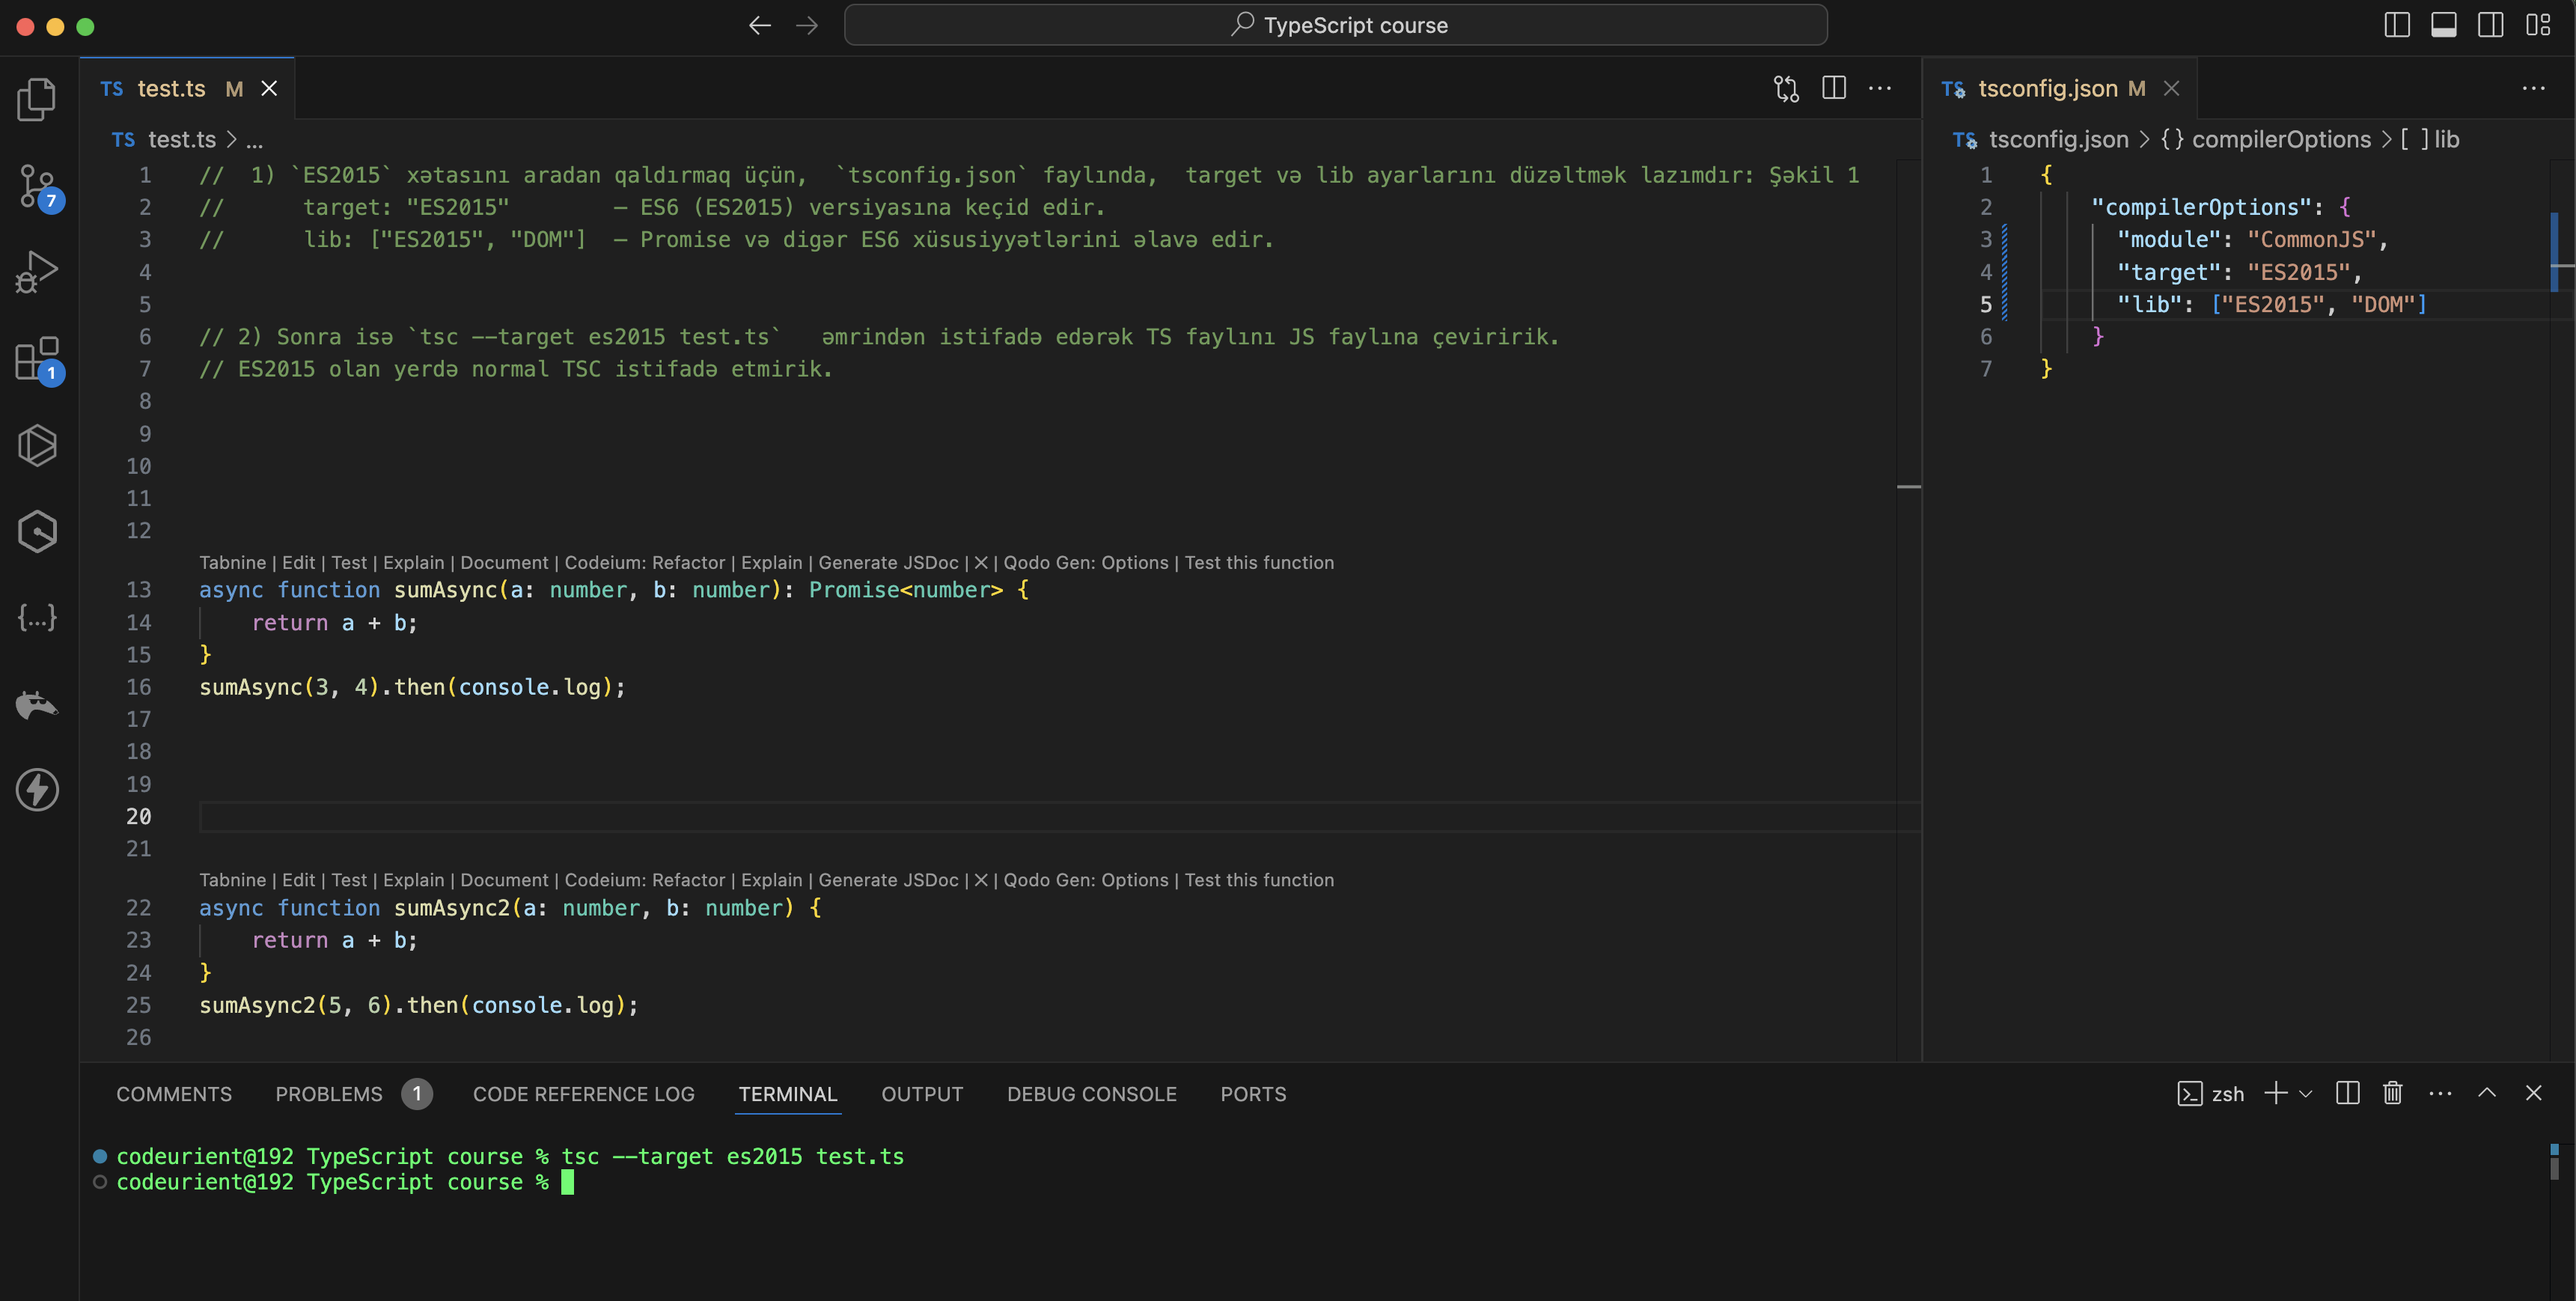 TypeScript course
TS test.ts M
TS tsconfig.json M
TS test.ts > ...
TS tsconfig.json > {} compilerOptions > [ ] lib
1 //  1) `ES2015` xətasını aradan qaldırmaq üçün,  `tsconfig.json` faylında,  target və lib ayarlarını düzəltmək lazımdır: Şəkil 1
2 //      target: "ES2015"        — ES6 (ES2015) versiyasına keçid edir.
3 //      lib: ["ES2015", "DOM"]  — Promise və digər ES6 xüsusiyyətlərini əlavə edir.
4
5
6 // 2) Sonra isə `tsc --target es2015 test.ts`   əmrindən istifadə edərək TS faylını JS faylına çeviririk.
7 // ES2015 olan yerdə normal TSC istifadə etmirik.
8
9
10
11
12
Tabnine | Edit | Test | Explain | Document | Codeium: Refactor | Explain | Generate JSDoc | X | Qodo Gen: Options | Test this function
13 async function sumAsync(a: number, b: number): Promise<number> {
14     return a + b;
15 }
16 sumAsync(3, 4).then(console.log);
17
18
19
20
21
Tabnine | Edit | Test | Explain | Document | Codeium: Refactor | Explain | Generate JSDoc | X | Qodo Gen: Options | Test this function
22 async function sumAsync2(a: number, b: number) {
23     return a + b;
24 }
25 sumAsync2(5, 6).then(console.log);
26
1 {
2     "compilerOptions": {
3       "module": "CommonJS",
4       "target": "ES2015",
5       "lib": ["ES2015", "DOM"]
6     }
7 }
7
1
COMMENTS PROBLEMS 1 CODE REFERENCE LOG TERMINAL OUTPUT DEBUG CONSOLE PORTS zsh
codeurient@192 TypeScript course % tsc --target es2015 test.ts
codeurient@192 TypeScript course %